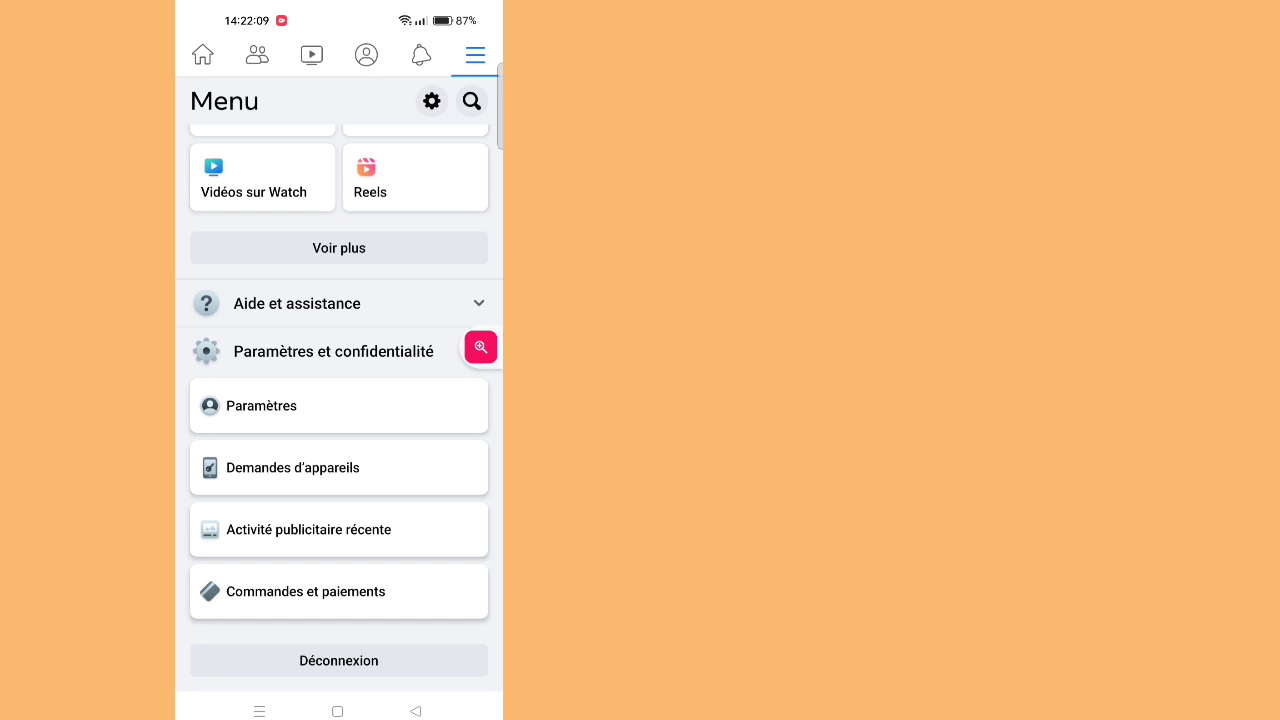 14:22:09
87%
Menu
Vidéos sur Watch
Reels
Voir plus
Aide et assistance
Paramètres et confidentialité
Paramètres
Demandes d'appareils
Activité publicitaire récente
Commandes et paiements
Déconnexion